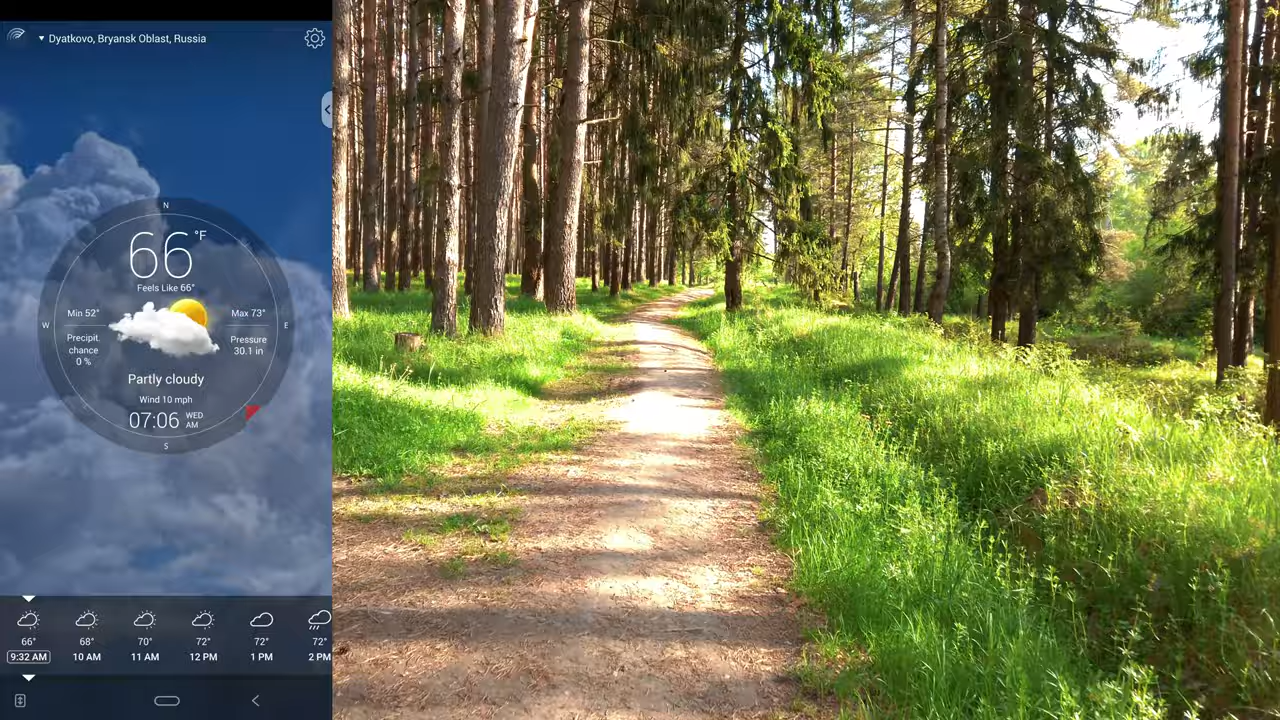 Dyatkovo, Bryansk Oblast, Russia
N
66 °F
Feels Like 66°
Min 52°
Max 73°
W
E
Precipit.
chance
0 %
Pressure
30.1 in
Partly cloudy
Wind 10 mph
07:06 WED AM
S
66° 68° 70° 72° 72° 72°
9:32 AM 10 AM 11 AM 12 PM 1 PM 2 PM